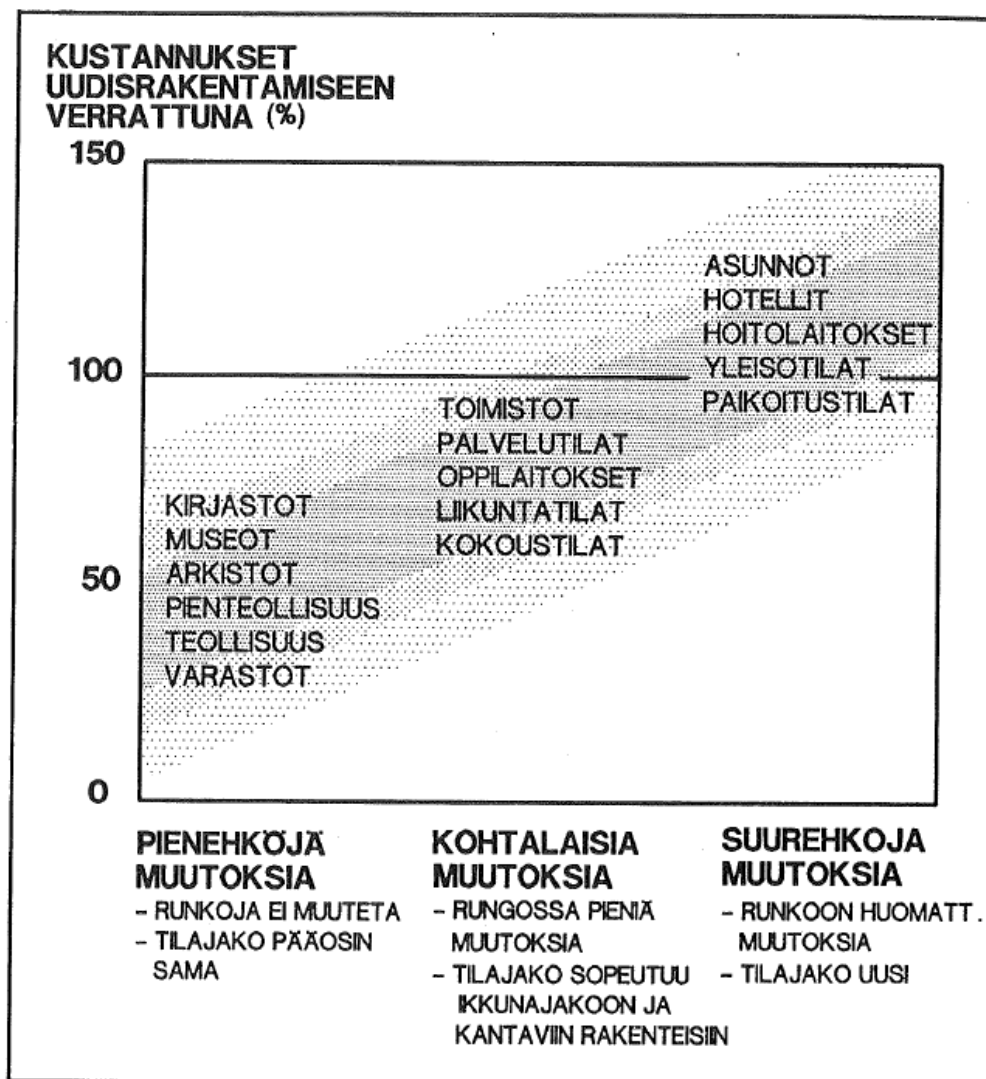 KUSTANNUKSET
UUDISRAKENTAMISEEN
VERRATTUNA (%)
150
100
50
0
KIRJASTOT
MUSEOT
ARKISTOT
PIENTEOLLISUUS
TEOLLISUUS
VARASTOT
TOIMISTOT
PALVELUTILAT
OPPILAITOKSET
LIIKUNTATILAT
KOKOUSTILAT
ASUNNOT
HOTELLIT
HOITOLAITOKSET
YLEISOTILAT
PAIKOITUSTILAT
PIENEHKÖJÄ
MUUTOKSIA
- RUNKOJA EI MUUTETA
- TILAJAKO PÄÄOSIN
SAMA
KOHTALAISIA
MUUTOKSIA
- RUNGOSSA PIENIÄ
MUUTOKSIA
- TILAJAKO SOPEUTUU
IKKUNAJAKOON JA
KANTAVIIN RAKENTEISIIN
SUUREHKOJA
MUUTOKSIA
- RUNKOON HUOMATT.
MUUTOKSIA
- TILAJAKO UUSI